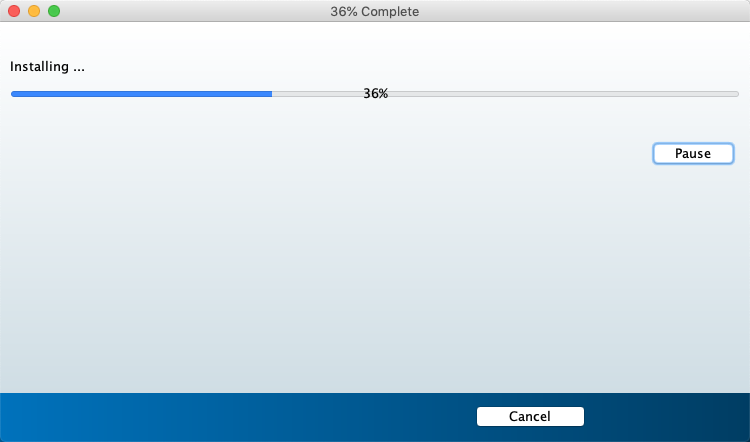 36% Complete
Installing ...
36%
Pause
Cancel